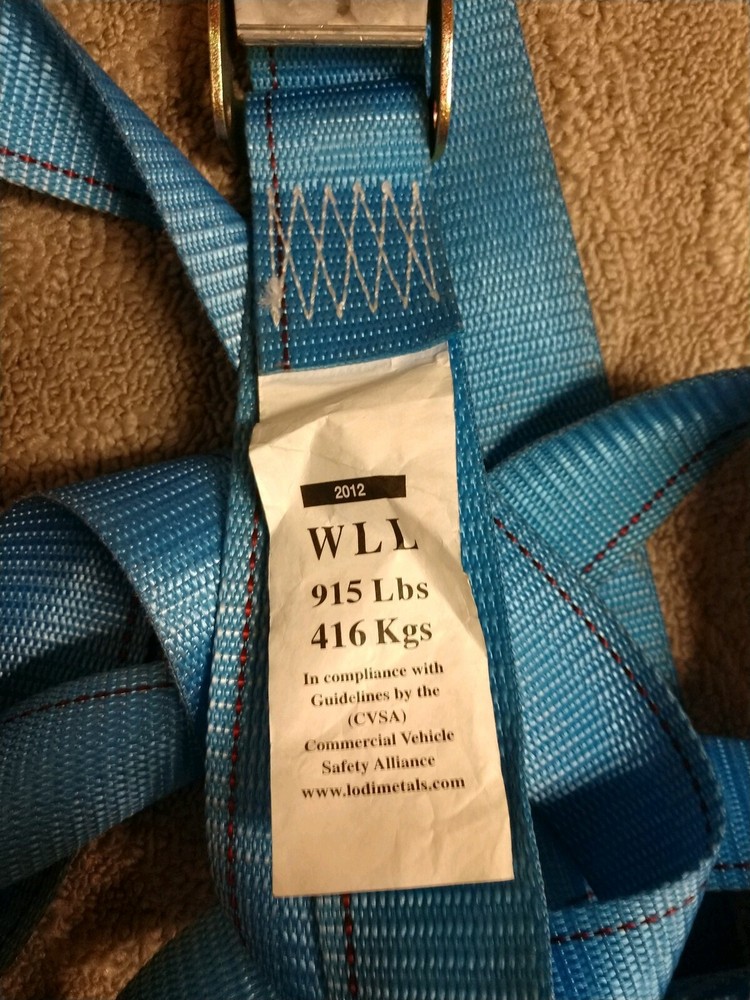 2012
WLL
915 Lbs
416 Kgs
In compliance with
Guidelines by the
(CVSA)
Commercial Vehicle
Safety Alliance
www.lodimetals.com